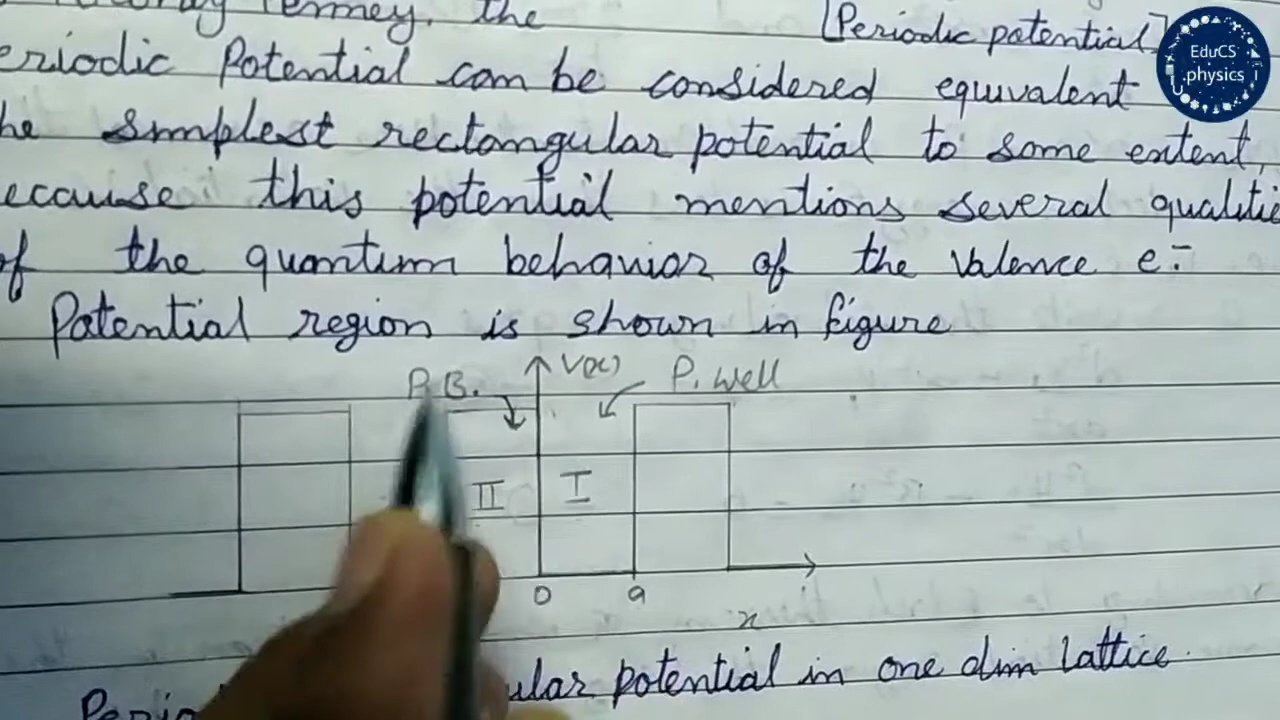 the
[Periodic potential]
EduCS
physics
eriodic Potential can be considered equivalent
he simplest rectangular potential to some extent,
ecause this potential mentions several qualitie
of the quantum behavior of the Valence e⁻.
Potential region is shown in figure
P.B. V(x) P. well
II I
0 a
x
ular potential in one dim lattice.